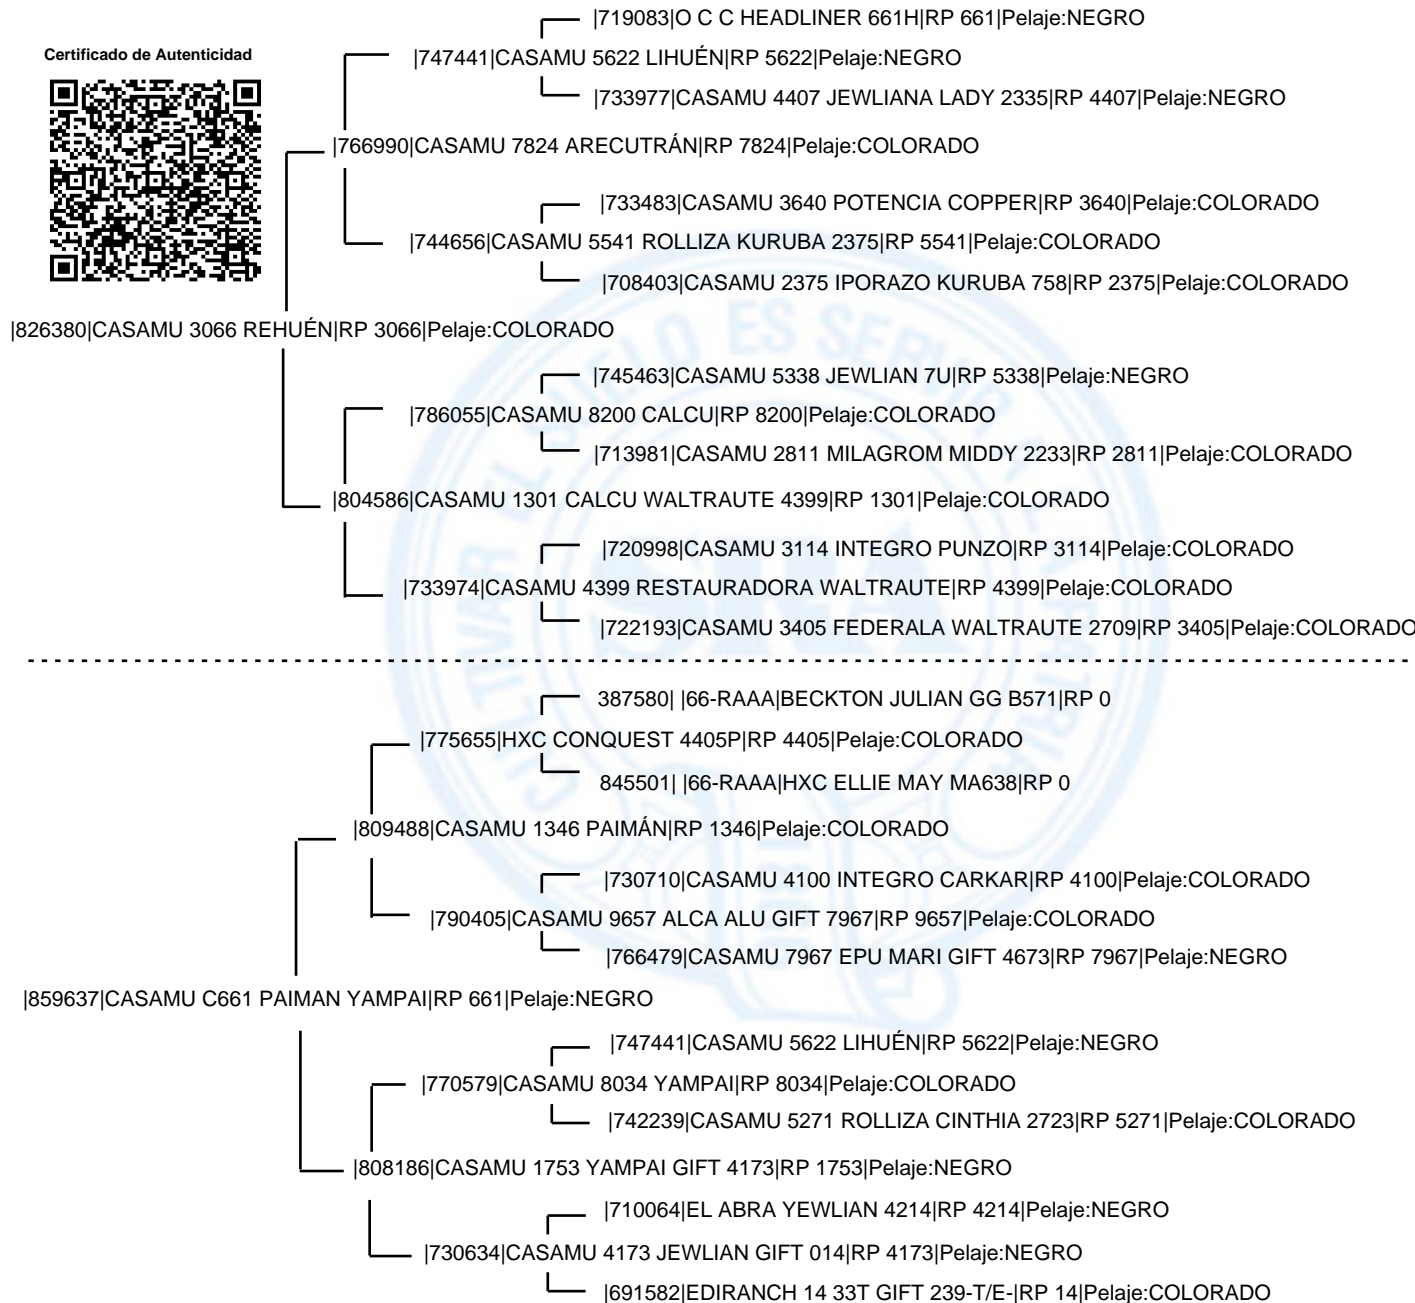 |719083|O C C HEADLINER 661H|RP 661|Pelaje:NEGRO
Certificado de Autenticidad
|747441|CASAMU 5622 LIHUÉN|RP 5622|Pelaje:NEGRO
|733977|CASAMU 4407 JEWLIANA LADY 2335|RP 4407|Pelaje:NEGRO
|766990|CASAMU 7824 ARECUTRÁN|RP 7824|Pelaje:COLORADO
|733483|CASAMU 3640 POTENCIA COPPER|RP 3640|Pelaje:COLORADO
|744656|CASAMU 5541 ROLLIZA KURUBA 2375|RP 5541|Pelaje:COLORADO
|708403|CASAMU 2375 IPORAZO KURUBA 758|RP 2375|Pelaje:COLORADO
|826380|CASAMU 3066 REHUÉN|RP 3066|Pelaje:COLORADO
|745463|CASAMU 5338 JEWLIAN 7U|RP 5338|Pelaje:NEGRO
|786055|CASAMU 8200 CALCU|RP 8200|Pelaje:COLORADO
|713981|CASAMU 2811 MILAGROM MIDDY 2233|RP 2811|Pelaje:COLORADO
|804586|CASAMU 1301 CALCU WALTRAUTE 4399|RP 1301|Pelaje:COLORADO
|720998|CASAMU 3114 INTEGRO PUNZO|RP 3114|Pelaje:COLORADO
|733974|CASAMU 4399 RESTAURADORA WALTRAUTE|RP 4399|Pelaje:COLORADO
|722193|CASAMU 3405 FEDERALA WALTRAUTE 2709|RP 3405|Pelaje:COLORADO
387580| |66-RAAA|BECKTON JULIAN GG B571|RP 0
|775655|HXC CONQUEST 4405P|RP 4405|Pelaje:COLORADO
845501| |66-RAAA|HXC ELLIE MAY MA638|RP 0
|809488|CASAMU 1346 PAIMÁN|RP 1346|Pelaje:COLORADO
|730710|CASAMU 4100 INTEGRO CARKAR|RP 4100|Pelaje:COLORADO
|790405|CASAMU 9657 ALCA ALU GIFT 7967|RP 9657|Pelaje:COLORADO
|766479|CASAMU 7967 EPU MARI GIFT 4673|RP 7967|Pelaje:NEGRO
|859637|CASAMU C661 PAIMAN YAMPAI|RP 661|Pelaje:NEGRO
|747441|CASAMU 5622 LIHUÉN|RP 5622|Pelaje:NEGRO
|770579|CASAMU 8034 YAMPAI|RP 8034|Pelaje:COLORADO
|742239|CASAMU 5271 ROLLIZA CINTHIA 2723|RP 5271|Pelaje:COLORADO
|808186|CASAMU 1753 YAMPAI GIFT 4173|RP 1753|Pelaje:NEGRO
|710064|EL ABRA YEWLIAN 4214|RP 4214|Pelaje:NEGRO
|730634|CASAMU 4173 JEWLIAN GIFT 014|RP 4173|Pelaje:NEGRO
|691582|EDIRANCH 14 33T GIFT 239-T/E-|RP 14|Pelaje:COLORADO
CULTIVAR EL SUELO ES SERVIR A LA PATRIA
SRA